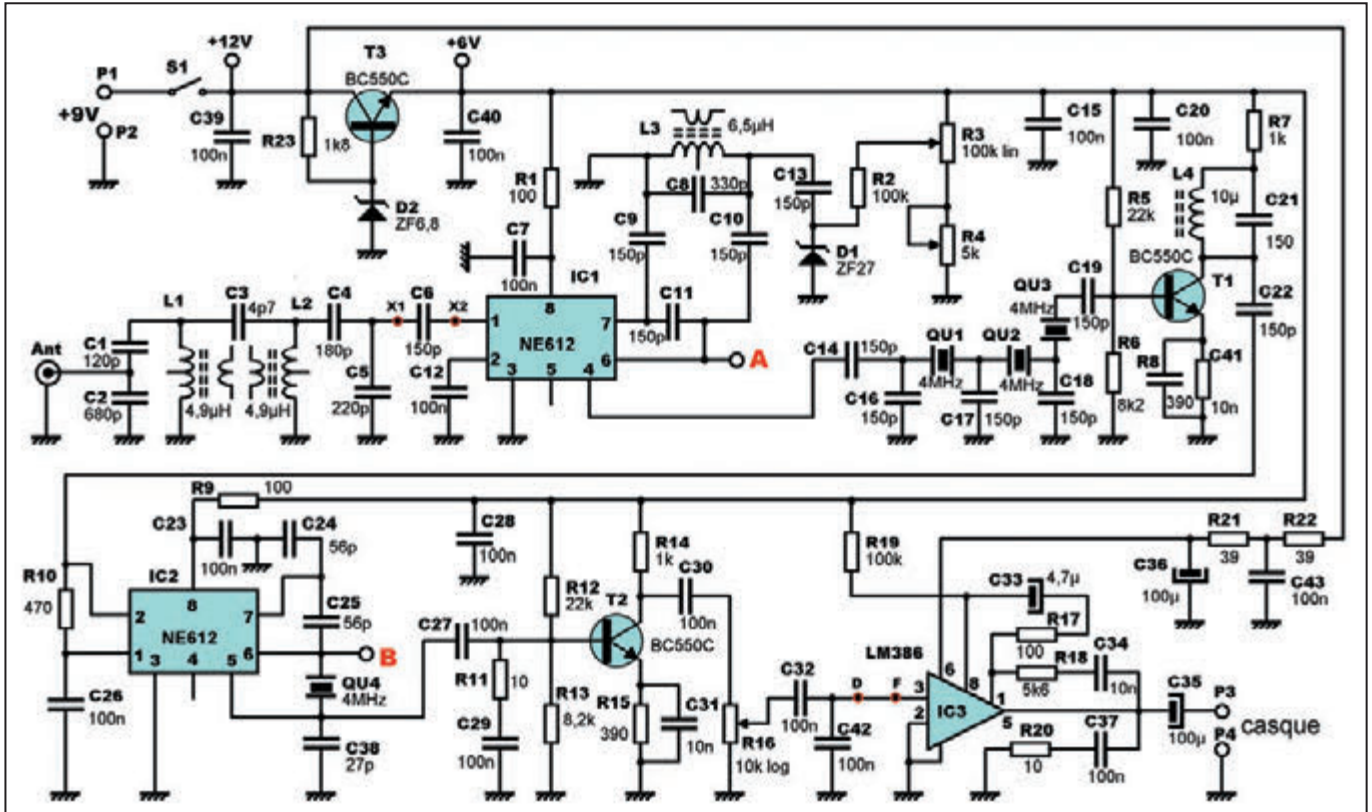 P1
S1
+12V
T3
BC550C
+6V
+9V
P2
C39
100n
R23
1k8
C40
100n
D2
ZF6,8
R1
100
C7
100n
L3
6,5µH
C8
330p
C9
150p
C10
150p
C13
150p
R2
100k
R3
100k lin
D1
ZF27
R4
5k
C15
100n
C20
100n
R7
1k
L4
10µ
R5
22k
C21
150
BC550C
T1
C22
150p
QU3
4MHz
C19
150p
R6
8k2
R8
390
C41
10n
L1
C3
4p7
L2
C4
180p
X1
C6
150p
X2
IC1
NE612
1
2
3
4
5
6
7
8
C11
150p
A
Ant
C1
120p
C2
680p
4,9µH
4,9µH
C5
220p
C12
100n
C14
150p
QU1
4MHz
QU2
4MHz
C16
150p
C17
150p
C18
150p
R9
100
C23
100n
C24
56p
R10
470
IC2
NE612
1
2
3
4
5
6
7
8
C25
56p
B
QU4
4MHz
C26
100n
C38
27p
C28
100n
C27
100n
R11
10
C29
100n
R12
22k
R13
8,2k
R14
1k
C30
100n
T2
BC550C
R15
390
C31
10n
R16
10k log
C32
100n
D
F
C42
100n
R19
100k
LM386
IC3
3
2
6
8
1
5
C33
4,7µ
R17
100
R18
5k6
C34
10n
C35
100µ
R20
10
C37
100n
C36
100µ
R21
39
R22
39
C43
100n
P3
casque
P4